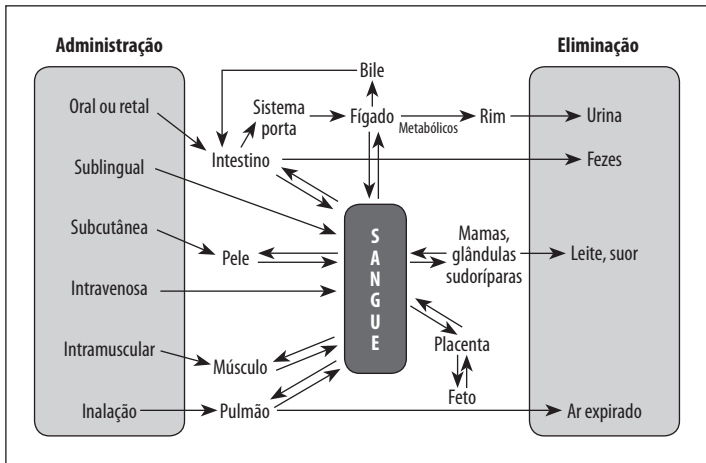 Administração
Eliminação
Bile
Oral ou retal
Sistema
porta
Fígado
Metabólicos
Rim
Urina
Intestino
Fezes
Sublingual
Subcutânea
Pele
SANGUE
Mamas,
glândulas
sudoríparas
Leite, suor
Intravenosa
Intramuscular
Músculo
Placenta
Feto
Inalação
Pulmão
Ar expirado